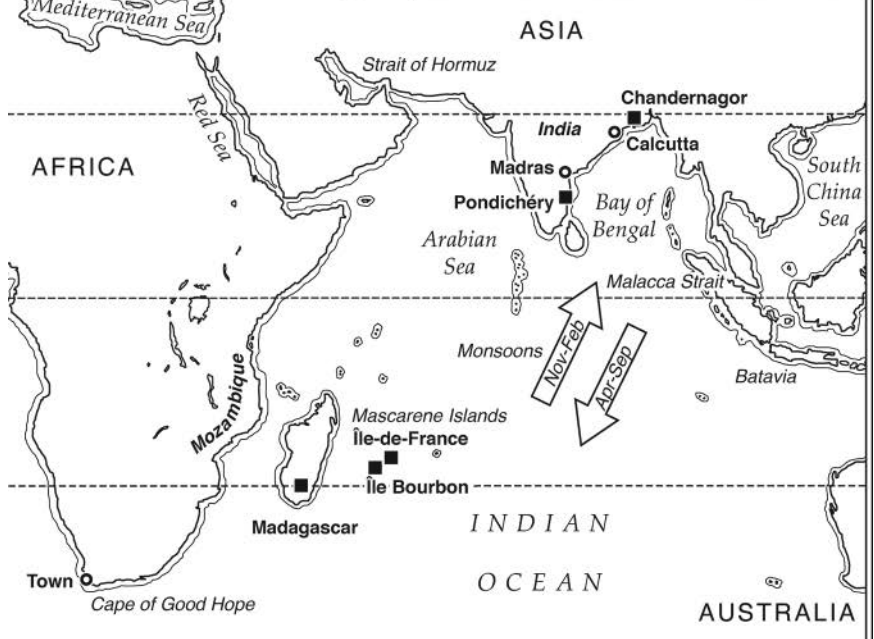 Mediterranean Sea
ASIA
Strait of Hormuz
Red Sea
Chandernagor
India
Calcutta
AFRICA
Madras
South
China
Sea
Pondichéry
Bay of
Bengal
Arabian
Sea
Malacca Strait
Monsoons
Nov-Feb
Apr-Sep
Batavia
Mozambique
Mascarene Islands
Île-de-France
Île Bourbon
Madagascar
INDIAN
OCEAN
Town
Cape of Good Hope
AUSTRALIA